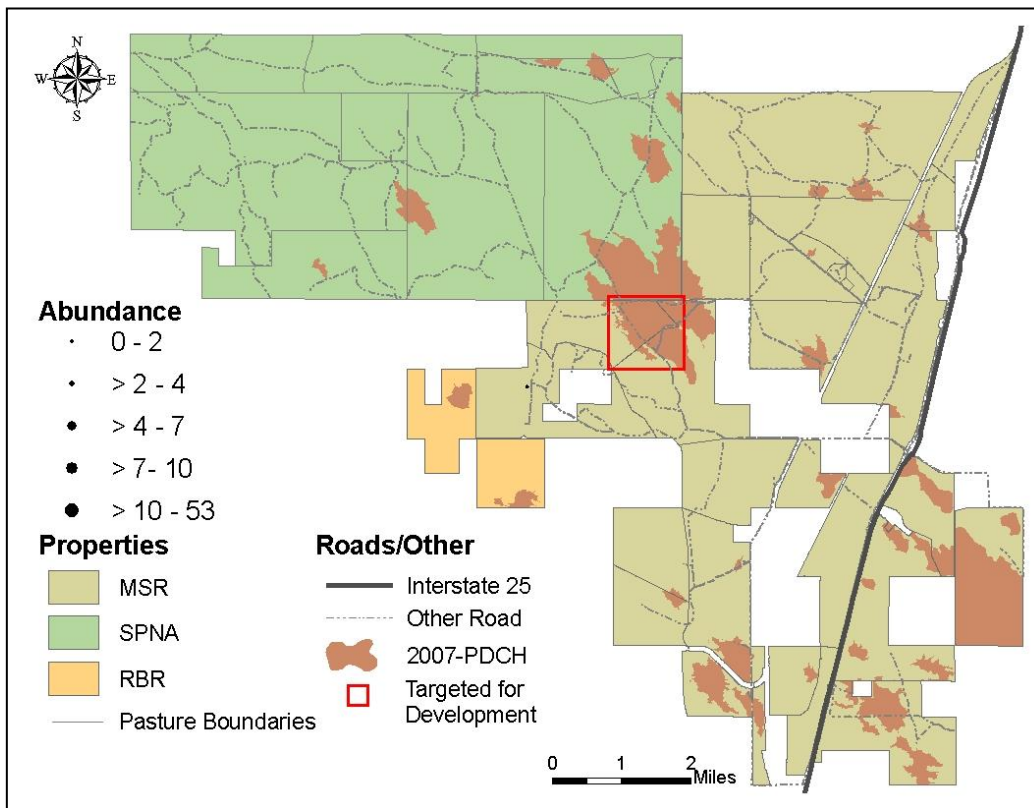 N
W E
S
Abundance
0 - 2
> 2 - 4
> 4 - 7
> 7- 10
> 10 - 53
Properties
MSR
SPNA
RBR
Pasture Boundaries
Roads/Other
Interstate 25
Other Road
2007-PDCH
Targeted for
Development
0 1 2
Miles